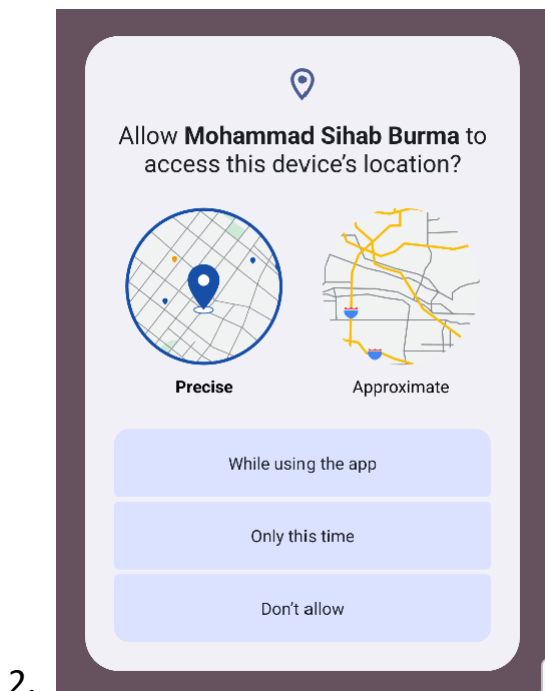 Allow Mohammad Sihab Burma to
access this device’s location?
Precise
Approximate
While using the app
Only this time
Don’t allow
2.